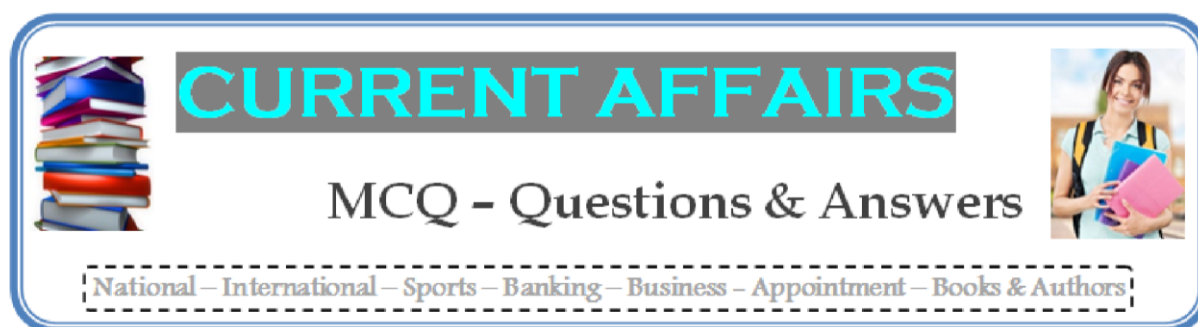 CURRENT AFFAIRS
MCQ – Questions & Answers
National – International – Sports – Banking – Business – Appointment – Books & Authors